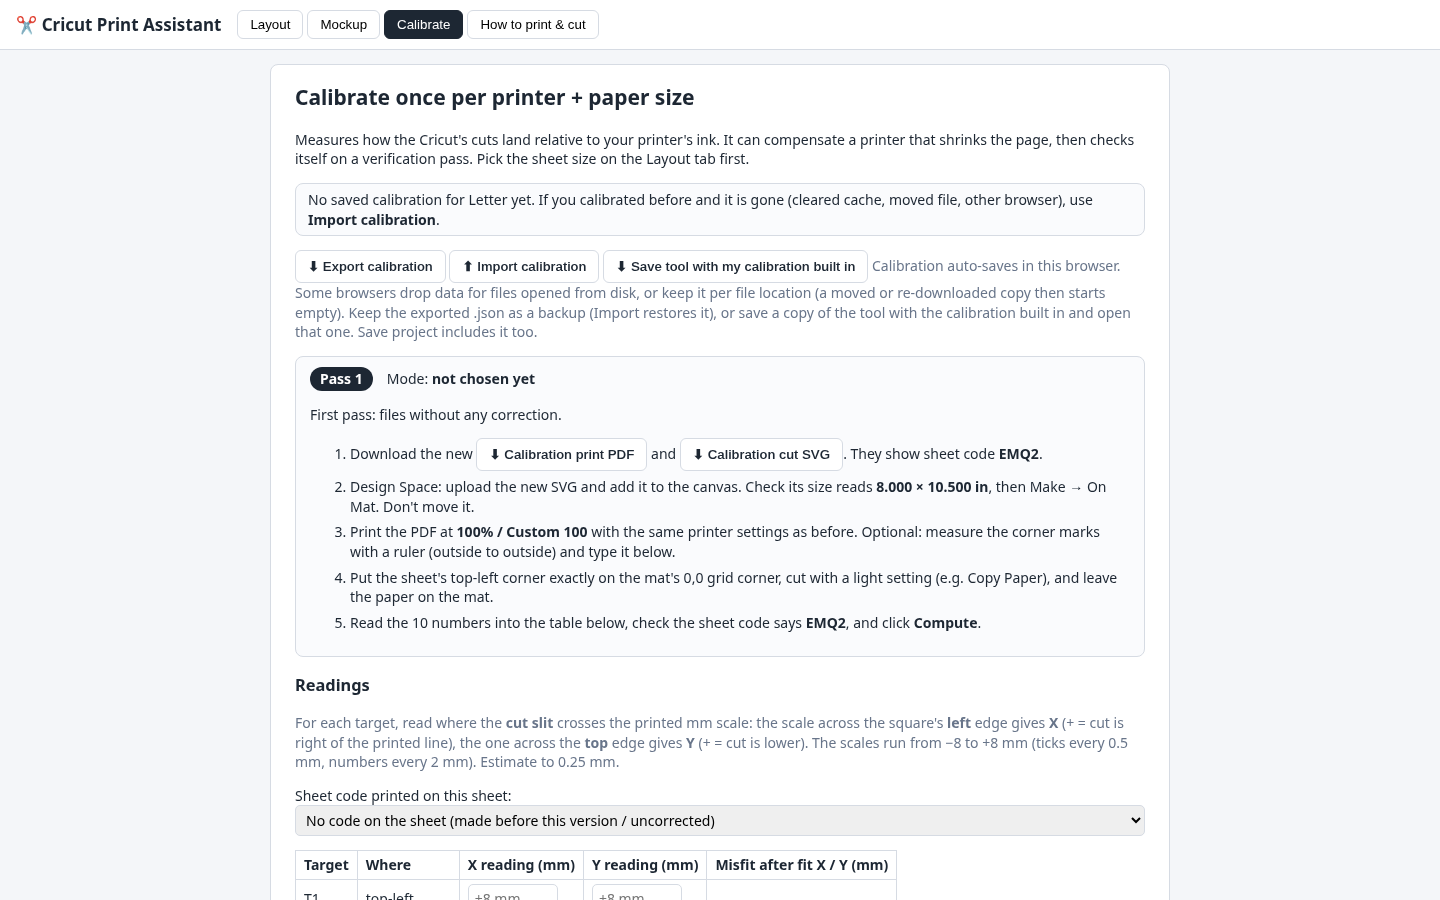 ✂️ Cricut Print Assistant Layout Mockup Calibrate How to print & cut
Calibrate once per printer + paper size
Measures how the Cricut's cuts land relative to your printer's ink. It can compensate a printer that shrinks the page, then checks
itself on a verification pass. Pick the sheet size on the Layout tab first.
No saved calibration for Letter yet. If you calibrated before and it is gone (cleared cache, moved file, other browser), use
Import calibration.
⬇ Export calibration ⬆ Import calibration ⬇ Save tool with my calibration built in Calibration auto-saves in this browser.
Some browsers drop data for files opened from disk, or keep it per file location (a moved or re-downloaded copy then starts
empty). Keep the exported .json as a backup (Import restores it), or save a copy of the tool with the calibration built in and open
that one. Save project includes it too.
Pass 1 Mode: not chosen yet
First pass: files without any correction.
1. Download the new ⬇ Calibration print PDF and ⬇ Calibration cut SVG. They show sheet code EMQ2.
2. Design Space: upload the new SVG and add it to the canvas. Check its size reads 8.000 × 10.500 in, then Make → On
Mat. Don't move it.
3. Print the PDF at 100% / Custom 100 with the same printer settings as before. Optional: measure the corner marks
with a ruler (outside to outside) and type it below.
4. Put the sheet's top-left corner exactly on the mat's 0,0 grid corner, cut with a light setting (e.g. Copy Paper), and leave
the paper on the mat.
5. Read the 10 numbers into the table below, check the sheet code says EMQ2, and click Compute.
Readings
For each target, read where the cut slit crosses the printed mm scale: the scale across the square's left edge gives X (+ = cut is
right of the printed line), the one across the top edge gives Y (+ = cut is lower). The scales run from −8 to +8 mm (ticks every 0.5
mm, numbers every 2 mm). Estimate to 0.25 mm.
Sheet code printed on this sheet:
No code on the sheet (made before this version / uncorrected)
Target Where X reading (mm) Y reading (mm) Misfit after fit X / Y (mm)
T1 top-left ±8 mm ±8 mm